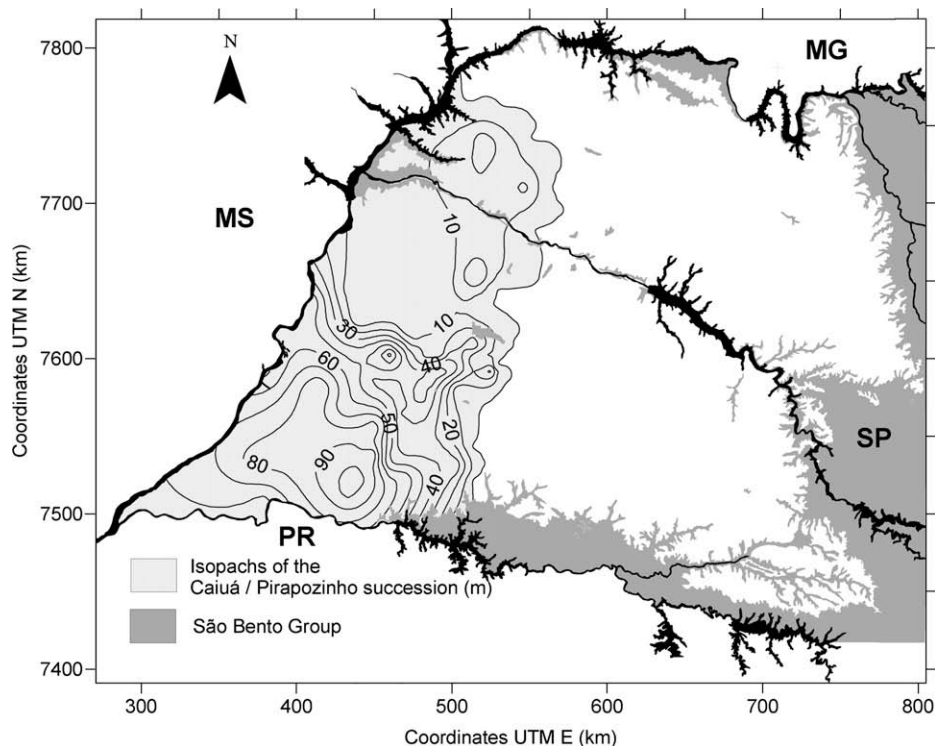 N
7800
MG
7700
MS
10
Coordinates UTM N (km)
30
10
7600
40
60
50
20
SP
80
90
40
7500
PR
Isopachs of the
Caiuá / Pirapozinho succession (m)
São Bento Group
7400
300 400 500 600 700 800
Coordinates UTM E (km)